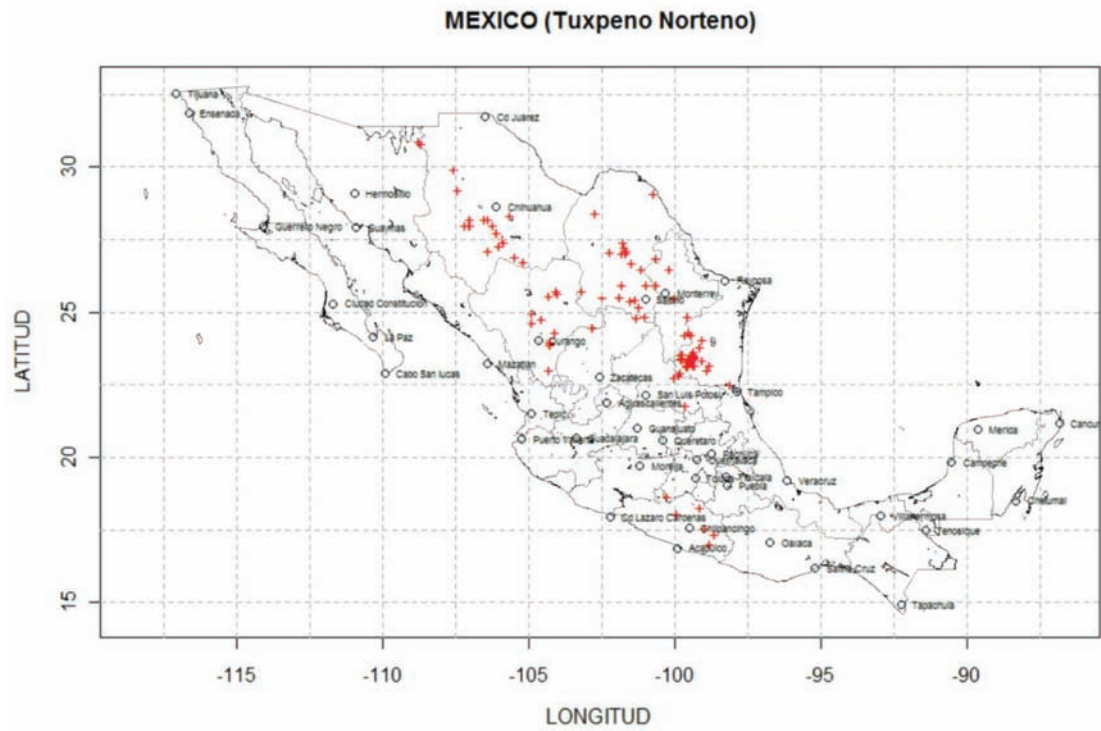 MEXICO (Tuxpeno Norteno)
Tijuana
Ensenada
Cd Juarez
Hermosillo
Chihuahua
Guerrero Negro
Guaymas
Reynosa
Monterrey
Saltillo
Ciudad Constitucion
La Paz
Durango
9
Cabo San lucas
Mazatlan
Zacatecas
San Luis Potosi
Tampico
Aguascalientes
Tepic
Guanajuato
Merida
Cancun
Puerto Vallarta
Guadalajara
Queretaro
Pachuca
Morelia
Toluca
Tlaxcala
Puebla
Veracruz
Campeche
Chetumal
Cd Lazaro Cardenas
Chilpancingo
Villahermosa
Tenosique
Acapulco
Oaxaca
Salina Cruz
Tapachula
30
25
20
15
LATITUD
-115
-110
-105
-100
-95
-90
LONGITUD